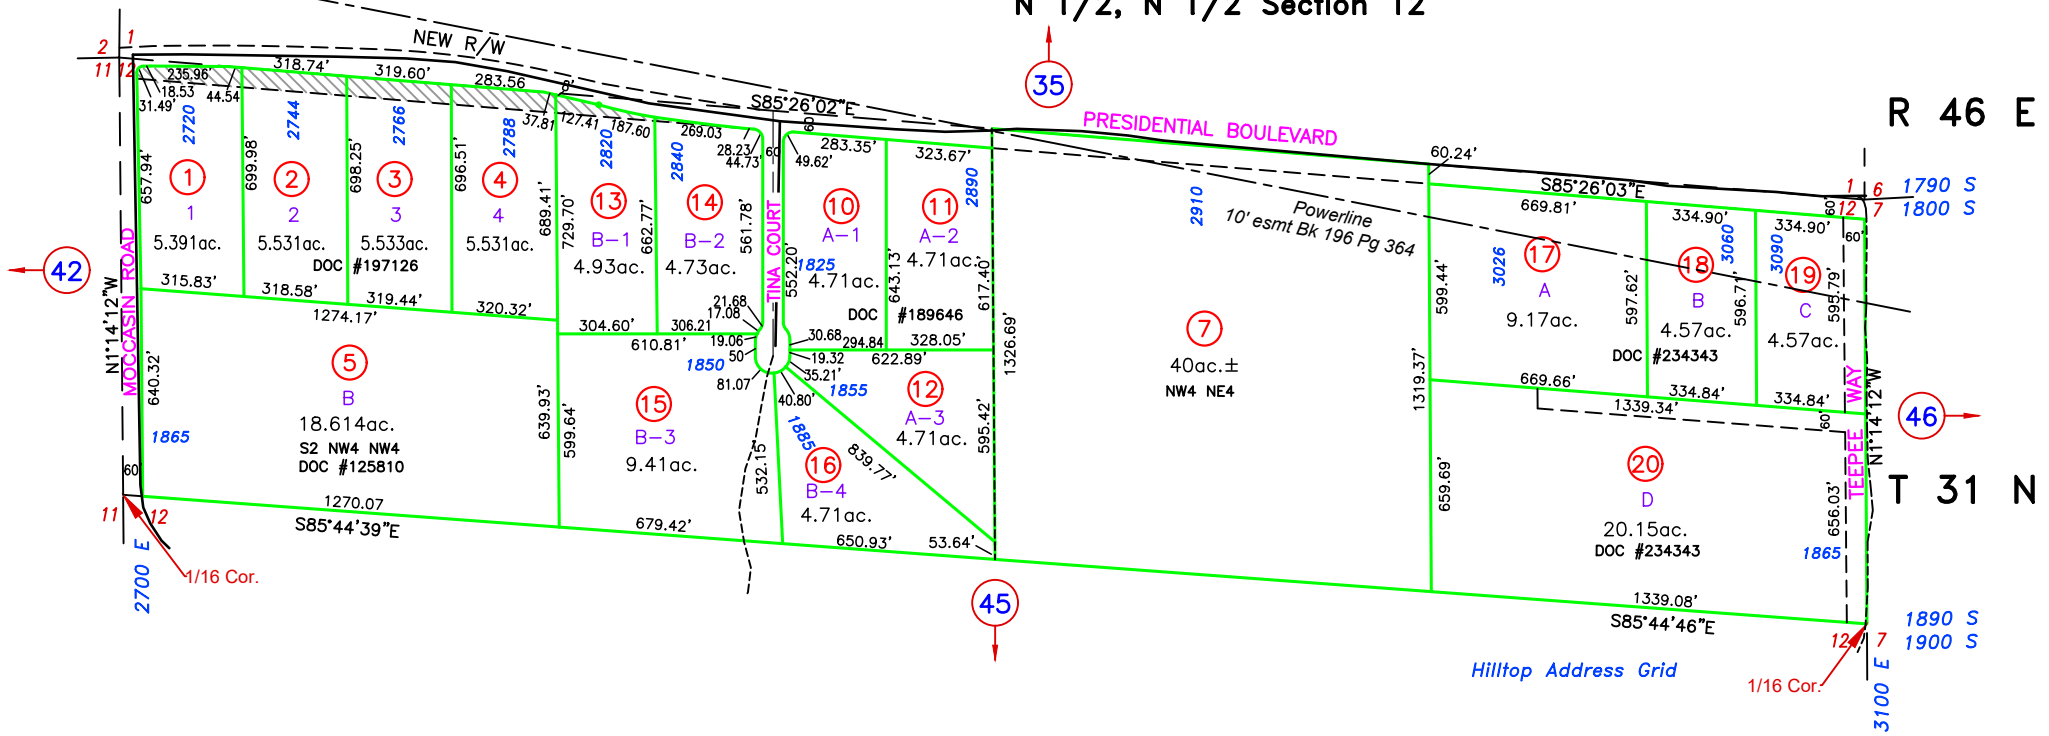 N 1/2, N 1/2 Section 12
R 46 E
T 31 N
35
42
45
46
NEW R/W
PRESIDENTIAL BOULEVARD
MOCCASIN ROAD
TINA COURT
TEEPEE WAY
2
1
11
12
235.96'
318.74'
319.60'
283.56
8'
31.49'
18.53
44.54
37.81
127.41
187.60
269.03
28.23
44.73'
60
S85°26'02"E
60'
49.62'
283.35'
323.67'
60.24'
S85°26'03"E
669.81'
334.90'
334.90'
60'
60'
1
6
12
7
1790 S
1800 S
Powerline
10' esmt Bk 196 Pg 364
2720
2744
2766
2788
2820
2840
2890
2910
3026
3060
3090
657.94'
699.98'
698.25'
696.51'
689.41'
729.70'
662.77'
561.78'
552.20'
643.13'
617.40'
1326.69'
599.44'
597.62'
596.71'
595.79'
1
1
5.391ac.
2
2
5.531ac.
3
3
5.533ac.
4
4
5.531ac.
DOC #197126
13
B-1
4.93ac.
14
B-2
4.73ac.
10
A-1
1825
4.71ac.
11
A-2
4.71ac.
DOC #189646
7
40ac.±
NW4 NE4
17
A
9.17ac.
18
B
4.57ac.
19
C
4.57ac.
DOC #234343
315.83'
318.58'
319.44'
320.32'
1274.17'
304.60'
306.21
610.81'
21.68
17.08
19.06
50
81.07
30.68
294.84
328.05'
622.89'
19.32
35.21'
40.80'
1850
1855
1885
N1°14'12"W
640.32'
5
B
18.614ac.
S2 NW4 NW4
DOC #125810
1865
60'
639.93'
599.64'
15
B-3
9.41ac.
532.15'
16
B-4
4.71ac.
839.77'
12
A-3
4.71ac.
595.42'
1319.37'
659.69'
669.66'
334.84'
334.84'
1339.34'
60'
N1°14'12"W
20
D
20.15ac.
DOC #234343
656.03'
1865
1270.07
S85°44'39"E
679.42'
650.93'
53.64'
1339.08'
S85°44'46"E
11
12
2700 E
1/16 Cor.
12
7
1890 S
1900 S
3100 E
1/16 Cor.
Hilltop Address Grid